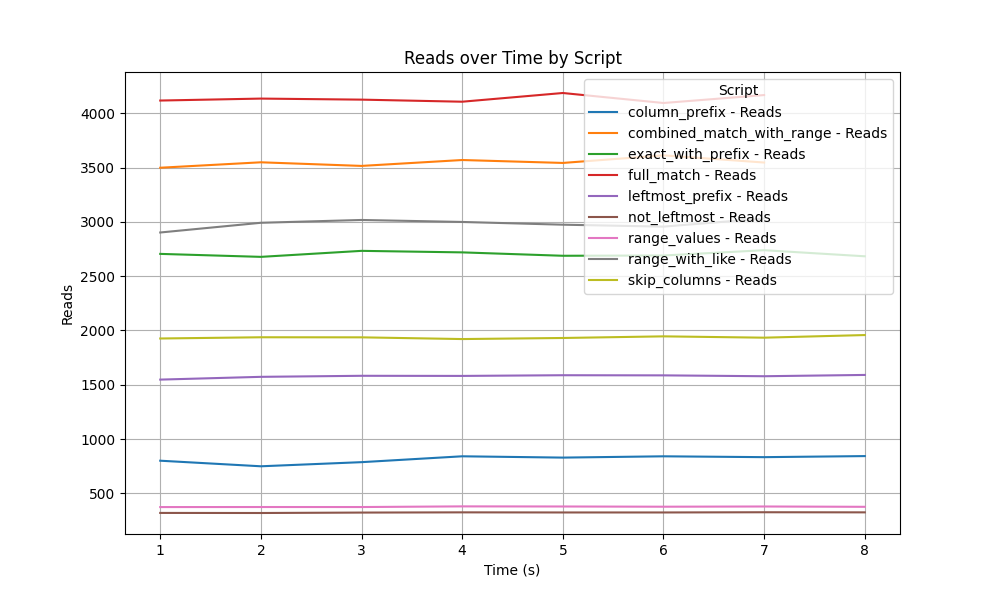 Reads over Time by Script
Reads
4000
3500
3000
2500
2000
1500
1000
500
Script
column_prefix - Reads
combined_match_with_range - Reads
exact_with_prefix - Reads
full_match - Reads
leftmost_prefix - Reads
not_leftmost - Reads
range_values - Reads
range_with_like - Reads
skip_columns - Reads
1 2 3 4 5 6 7 8
Time (s)